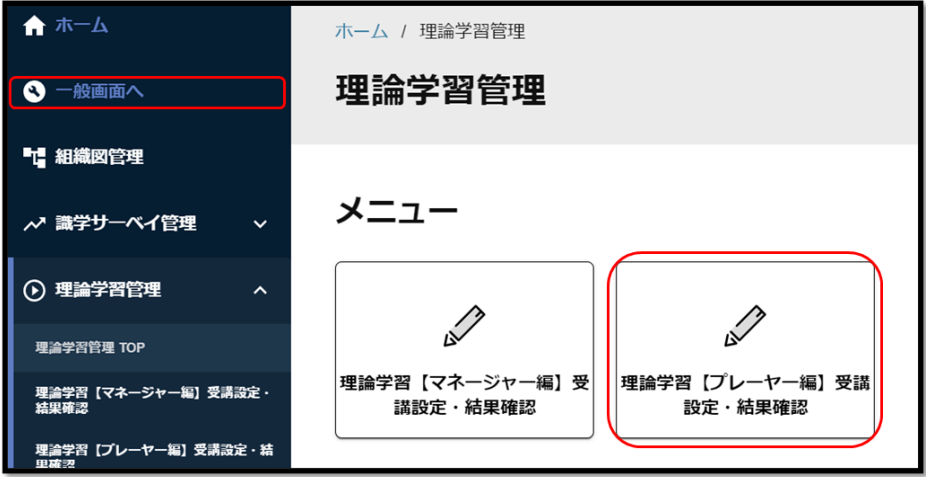 ホーム
一般画面へ
組織図管理
識学サーベイ管理
理論学習管理
理論学習管理 TOP
理論学習【マネージャー編】受講設定・
結果確認
理論学習【プレーヤー編】受講設定・結
果確認
ホーム / 理論学習管理
理論学習管理
メニュー
理論学習【マネージャー編】受
講設定・結果確認
理論学習【プレーヤー編】受講
設定・結果確認